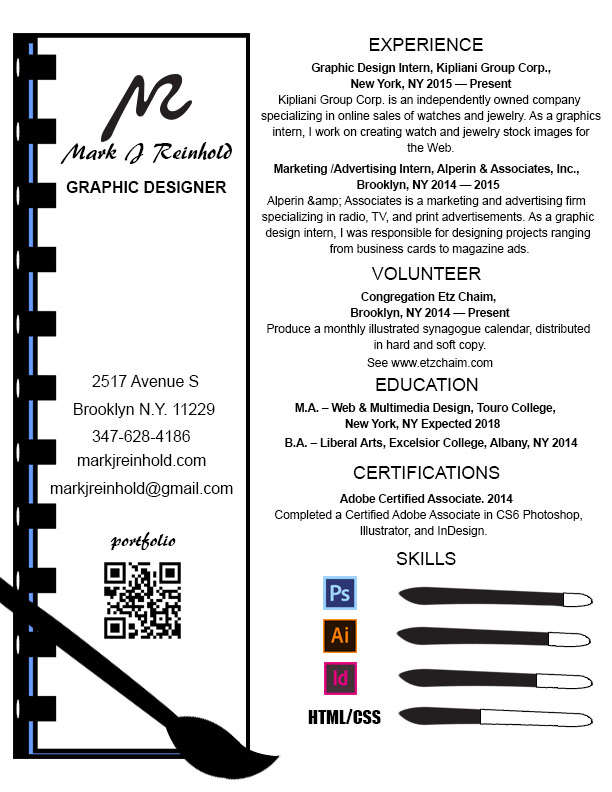 Mark J Reinhold
GRAPHIC DESIGNER
2517 Avenue S
Brooklyn N.Y. 11229
347-628-4186
markjreinhold.com
markjreinhold@gmail.com
portfolio
EXPERIENCE
Graphic Design Intern, Kipliani Group Corp.,
New York, NY 2015 — Present
Kipliani Group Corp. is an independently owned company
specializing in online sales of watches and jewelry. As a graphics
intern, I work on creating watch and jewelry stock images for
the Web.
Marketing /Advertising Intern, Alperin & Associates, Inc.,
Brooklyn, NY 2014 — 2015
Alperin &amp; Associates is a marketing and advertising firm
specializing in radio, TV, and print advertisements. As a graphic
design intern, I was responsible for designing projects ranging
from business cards to magazine ads.
VOLUNTEER
Congregation Etz Chaim,
Brooklyn, NY 2014 — Present
Produce a monthly illustrated synagogue calendar, distributed
in hard and soft copy.
See www.etzchaim.com
EDUCATION
M.A. – Web & Multimedia Design, Touro College,
New York, NY Expected 2018
B.A. – Liberal Arts, Excelsior College, Albany, NY 2014
CERTIFICATIONS
Adobe Certified Associate. 2014
Completed a Certified Adobe Associate in CS6 Photoshop,
Illustrator, and InDesign.
SKILLS
Ps
Ai
Id
HTML/CSS